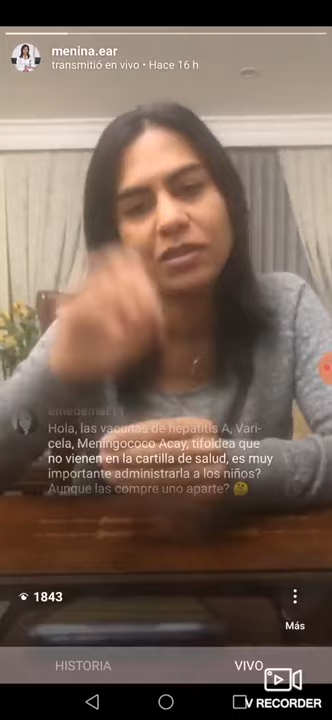 menina.ear
transmitió en vivo • Hace 16 h
Hola, las vacunas de hepatitis A, Vari-
cela, Meningococo Acay, tifoidea que
no vienen en la cartilla de salud, es muy
importante administrarla a los niños?
Aunque las compre uno aparte? 🤔
1843
Más
HISTORIA
VIVO
V RECORDER